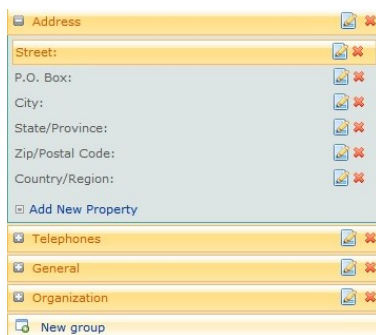 Address
Street:
P.O. Box:
City:
State/Province:
Zip/Postal Code:
Country/Region:
Add New Property
Telephones
General
Organization
New group